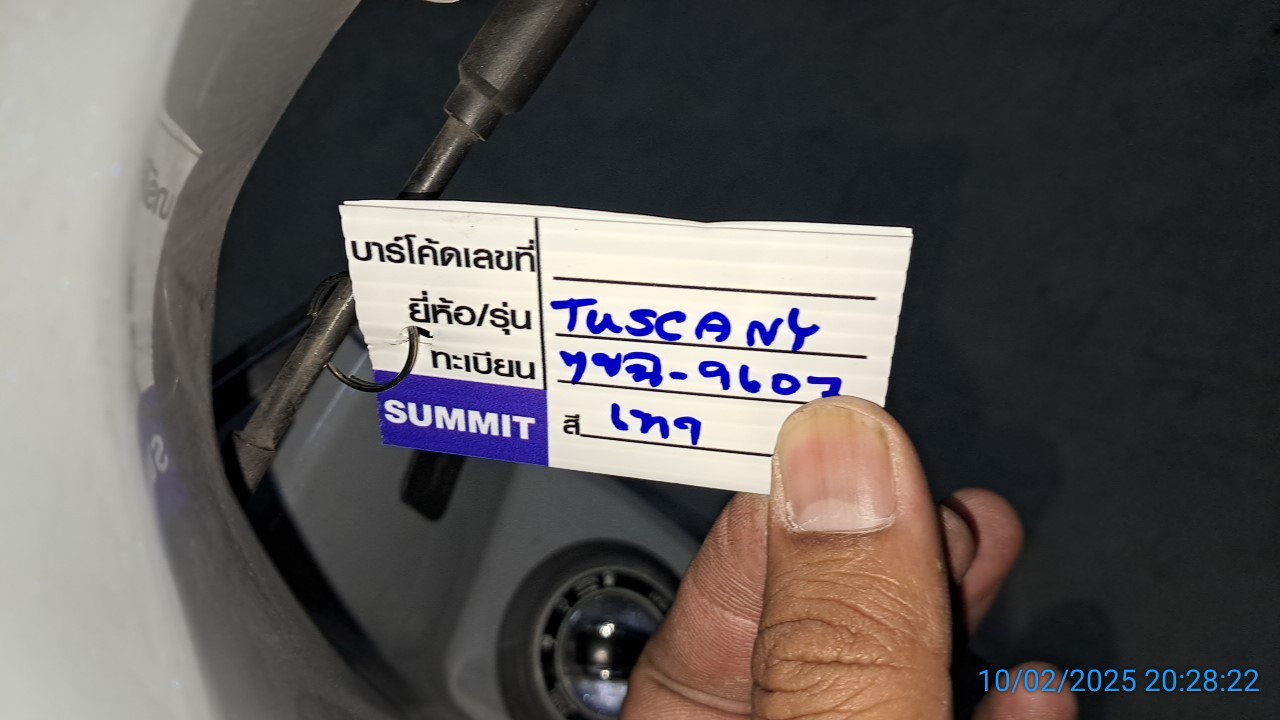 บาร์โค้ดเลขที่
ยี่ห้อ/รุ่น TUSCANY
ทะเบียน ๆขฉิ-9607
SUMMIT
สี เทา
10/02/2025 20:28:22